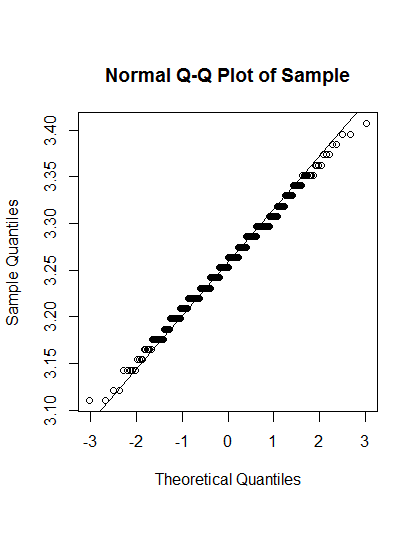 Normal Q-Q Plot of Sample
Sample Quantiles
3.40
3.35
3.30
3.25
3.20
3.15
3.10
-3 -2 -1 0 1 2 3
Theoretical Quantiles